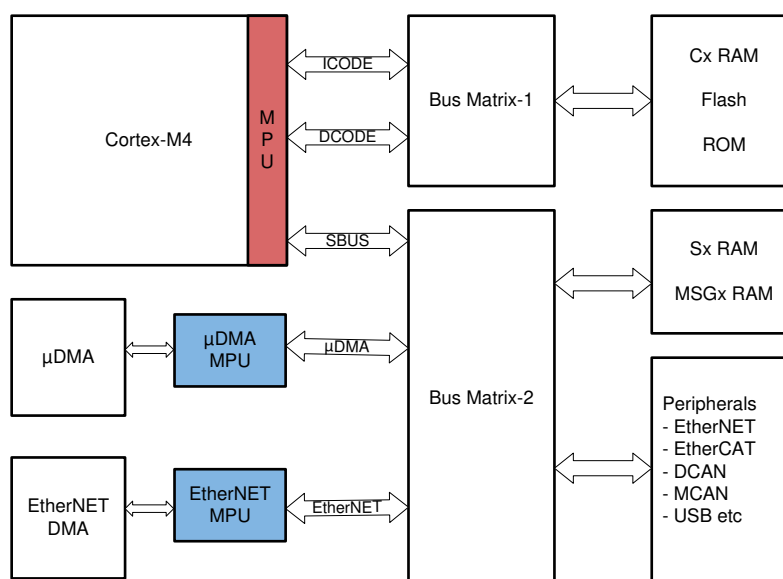 Cortex-M4
M
P
U
ICODE
DCODE
SBUS
Bus Matrix-1
Cx RAM
Flash
ROM
µDMA
µDMA
MPU
µDMA
Bus Matrix-2
Sx RAM
MSGx RAM
EtherNET
DMA
EtherNET
MPU
EtherNET
Peripherals
- EtherNET
- EtherCAT
- DCAN
- MCAN
- USB etc